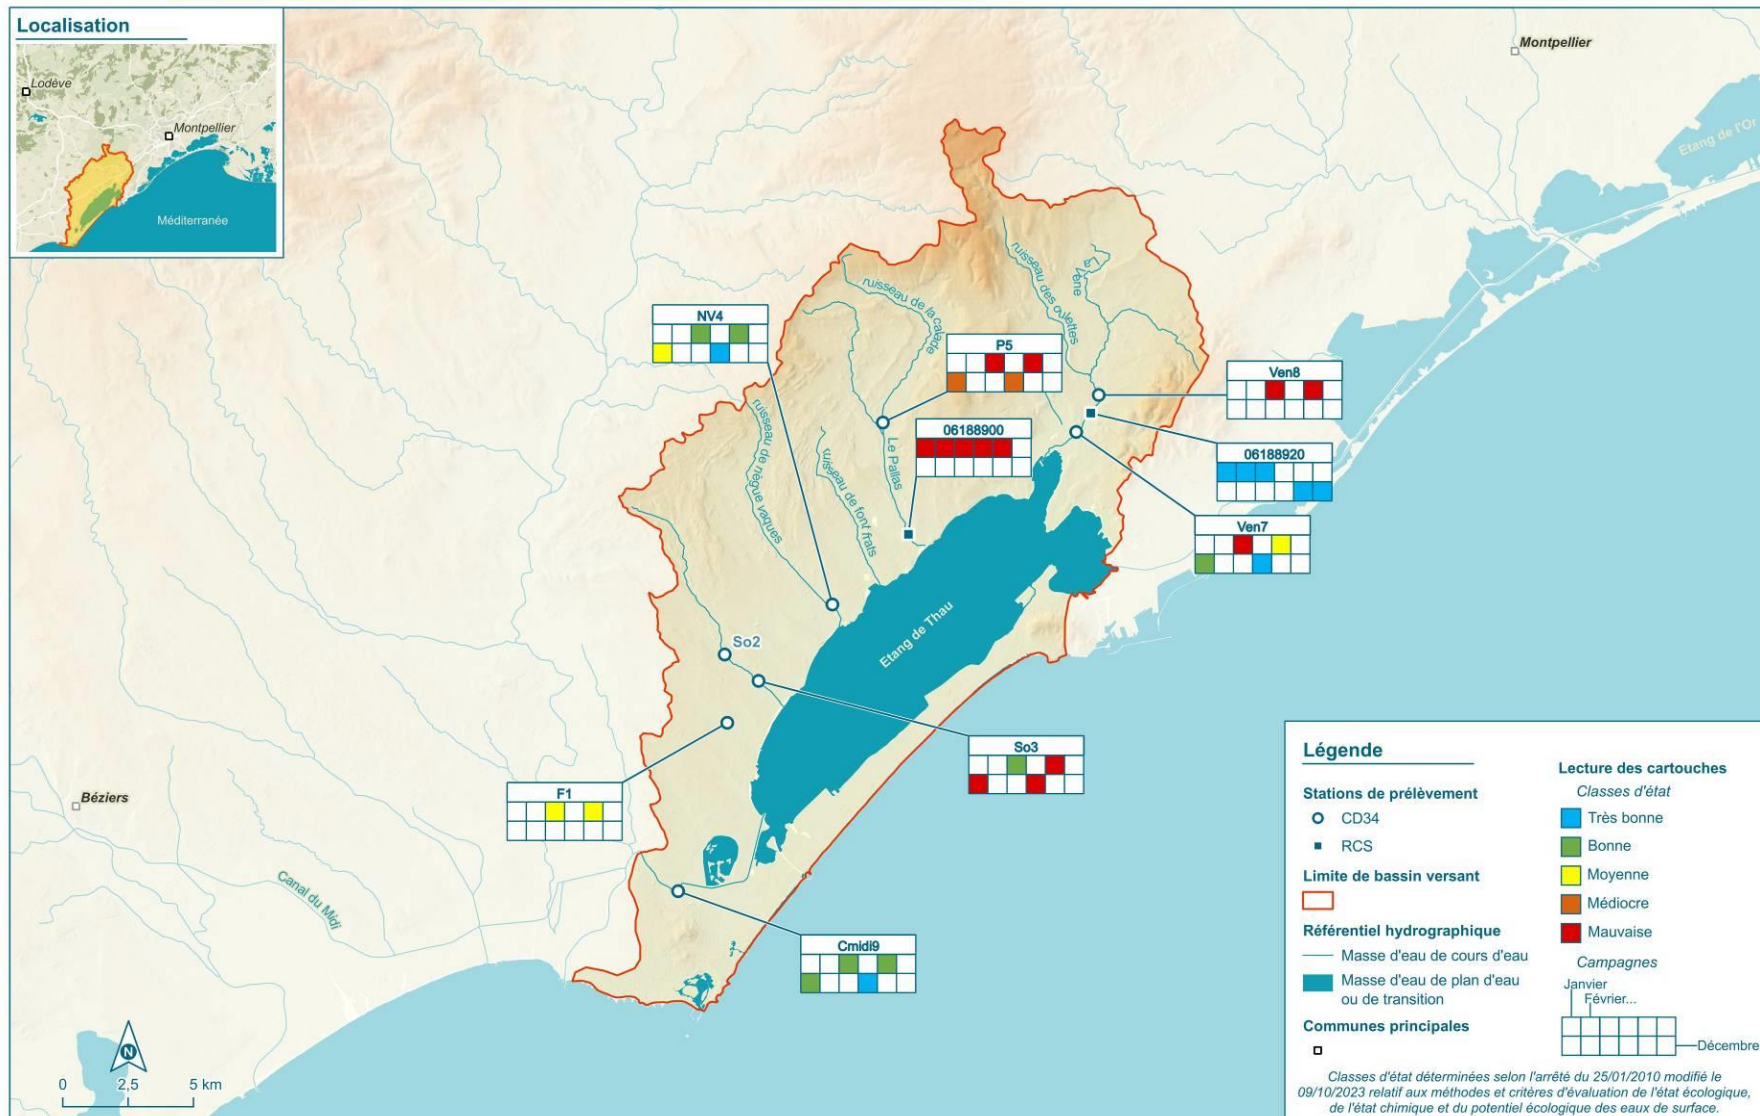 Localisation
Lodève
Montpellier
Méditerranée
Montpellier
Etang de l'Or
ruisseau des oulettes
Vène
ruisseau de la calade
NV4
P5
Ven8
06188900
06188920
Ven7
Le Pallas
ruisseau de nègue vaques
ruisseau de font frats
Etang de Thau
So2
So3
F1
Béziers
Canal du Midi
Cmidi9
N
0 2,5 5 km
Légende
Stations de prélèvement
CD34
RCS
Limite de bassin versant
Référentiel hydrographique
Masse d'eau de cours d'eau
Masse d'eau de plan d'eau
ou de transition
Communes principales
Lecture des cartouches
Classes d'état
Très bonne
Bonne
Moyenne
Médiocre
Mauvaise
Campagnes
Janvier
Février...
Décembre
Classes d'état déterminées selon l'arrêté du 25/01/2010 modifié le
09/10/2023 relatif aux méthodes et critères d'évaluation de l'état écologique,
de l'état chimique et du potentiel écologique des eaux de surface.